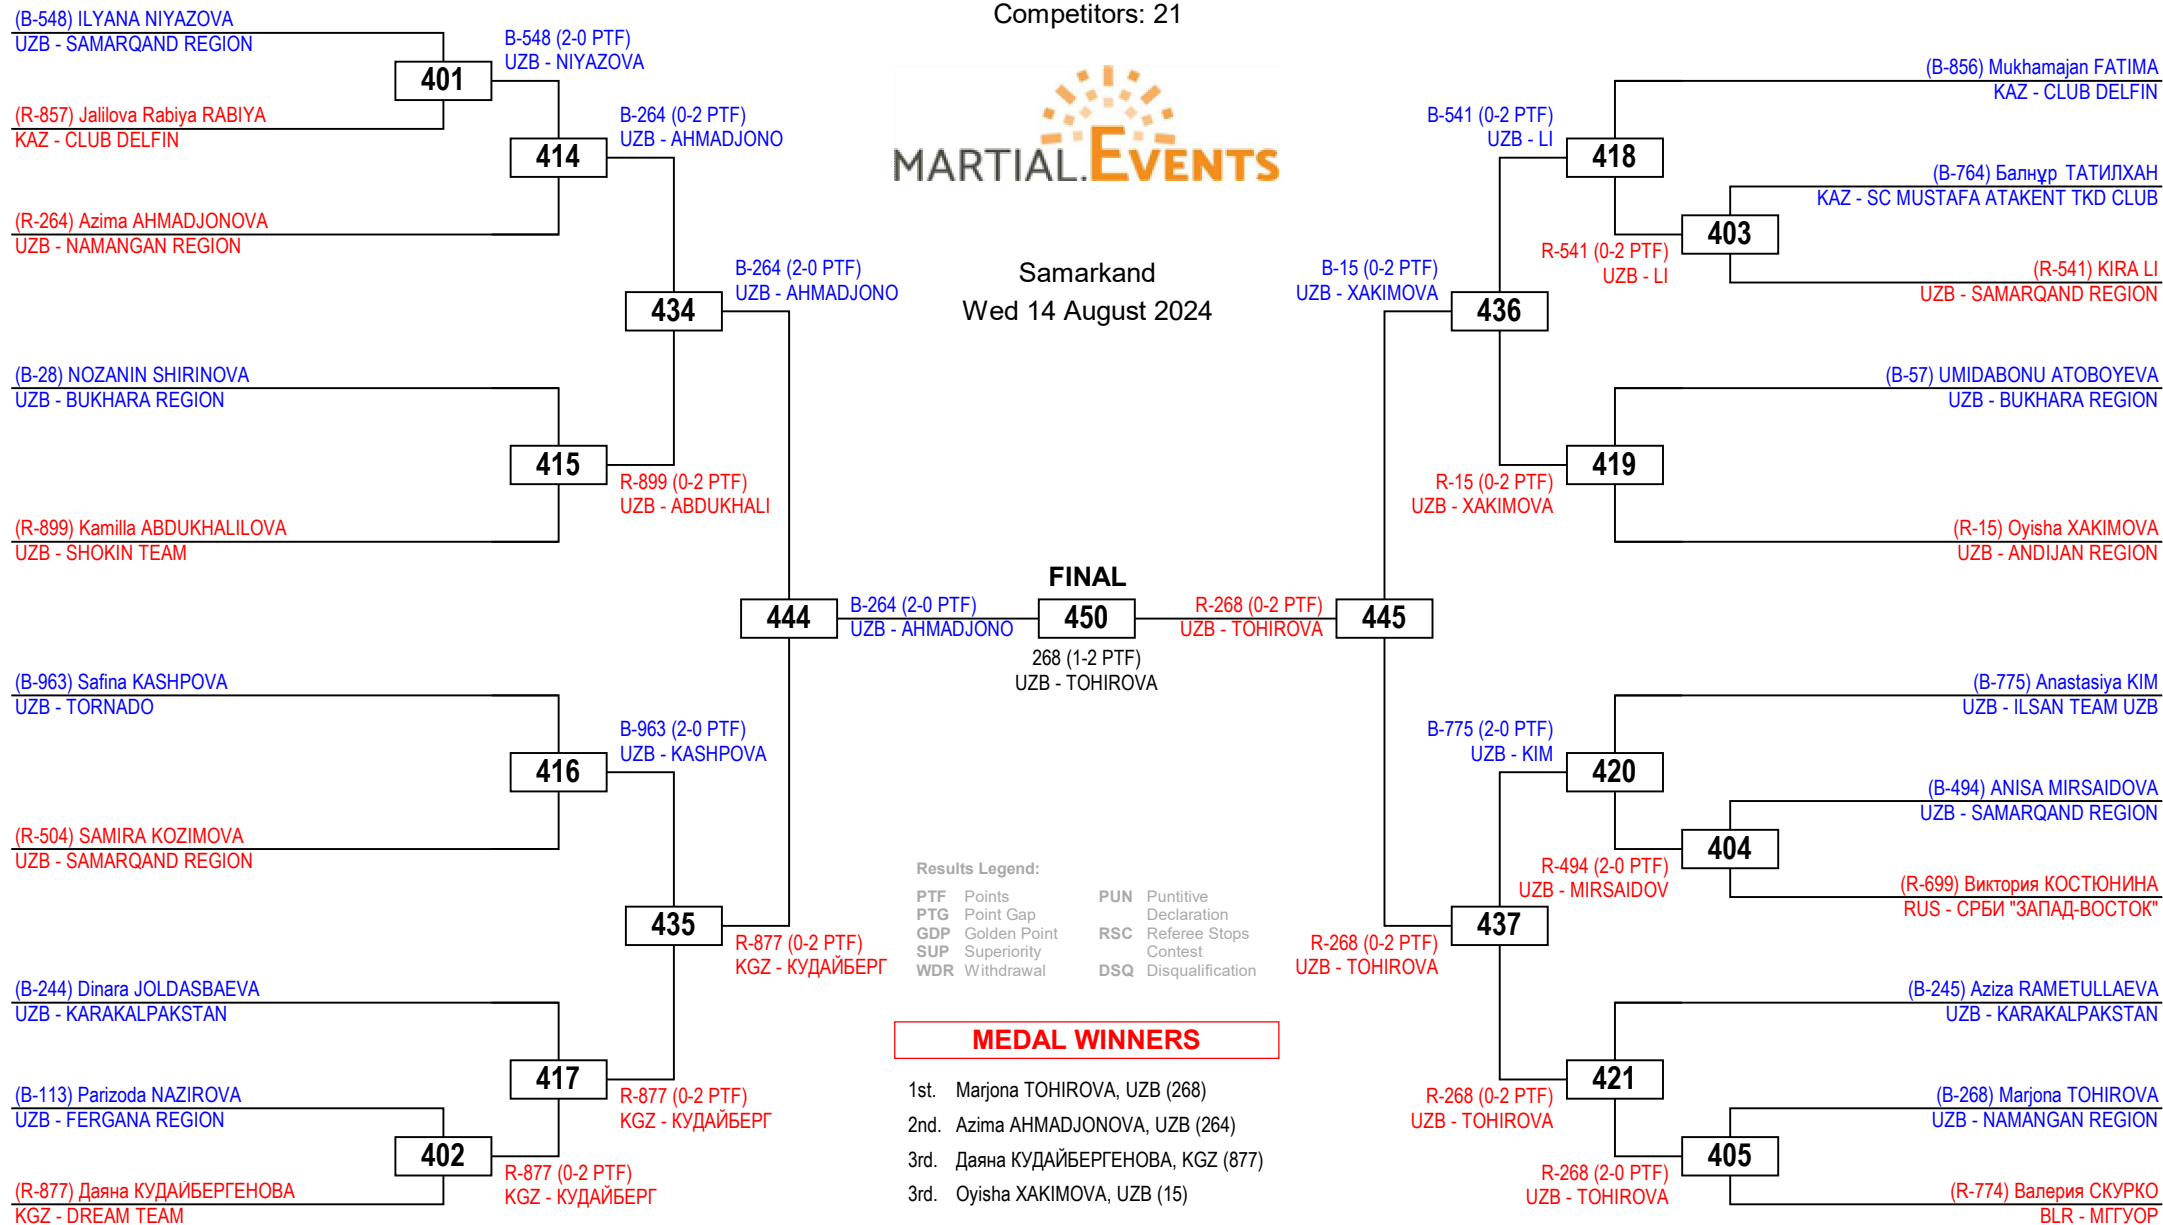 Competitors: 21
MARTIAL.EVENTS
Samarkand
Wed 14 August 2024
(B-548) ILYANA NIYAZOVA
UZB - SAMARQAND REGION
401
B-548 (2-0 PTF)
UZB - NIYAZOVA
(R-857) Jalilova Rabiya RABIYA
KAZ - CLUB DELFIN
414
B-264 (0-2 PTF)
UZB - AHMADJONO
(R-264) Azima AHMADJONOVA
UZB - NAMANGAN REGION
434
B-264 (2-0 PTF)
UZB - AHMADJONO
(B-28) NOZANIN SHIRINOVA
UZB - BUKHARA REGION
415
R-899 (0-2 PTF)
UZB - ABDUKHALI
(R-899) Kamilla ABDUKHALILOVA
UZB - SHOKIN TEAM
444
B-264 (2-0 PTF)
UZB - AHMADJONO
(B-963) Safina KASHPOVA
UZB - TORNADO
416
B-963 (2-0 PTF)
UZB - KASHPOVA
(R-504) SAMIRA KOZIMOVA
UZB - SAMARQAND REGION
435
R-877 (0-2 PTF)
KGZ - КУДАЙБЕРГ
(B-244) Dinara JOLDASBAEVA
UZB - KARAKALPAKSTAN
417
R-877 (0-2 PTF)
KGZ - КУДАЙБЕРГ
(B-113) Parizoda NAZIROVA
UZB - FERGANA REGION
402
R-877 (0-2 PTF)
KGZ - КУДАЙБЕРГ
(R-877) Даяна КУДАЙБЕРГЕНОВА
KGZ - DREAM TEAM
FINAL
450
268 (1-2 PTF)
UZB - TOHIROVA
R-268 (0-2 PTF)
UZB - TOHIROVA
445
(B-856) Mukhamajan FATIMA
KAZ - CLUB DELFIN
B-541 (0-2 PTF)
UZB - LI
418
(B-764) Балнұр ТАТИЛХАН
KAZ - SC MUSTAFA ATAKENT TKD CLUB
403
R-541 (0-2 PTF)
UZB - LI
(R-541) KIRA LI
UZB - SAMARQAND REGION
B-15 (0-2 PTF)
UZB - XAKIMOVA
436
(B-57) UMIDABONU ATOBOYEVA
UZB - BUKHARA REGION
419
R-15 (0-2 PTF)
UZB - XAKIMOVA
(R-15) Oyisha XAKIMOVA
UZB - ANDIJAN REGION
(B-775) Anastasiya KIM
UZB - ILSAN TEAM UZB
B-775 (2-0 PTF)
UZB - KIM
420
(B-494) ANISA MIRSAIDOVA
UZB - SAMARQAND REGION
404
R-494 (2-0 PTF)
UZB - MIRSAIDOV
(R-699) Виктория КОСТЮНИНА
RUS - СРБИ "ЗАПАД-ВОСТОК"
437
R-268 (0-2 PTF)
UZB - TOHIROVA
(B-245) Aziza RAMETULLAEVA
UZB - KARAKALPAKSTAN
421
R-268 (0-2 PTF)
UZB - TOHIROVA
(B-268) Marjona TOHIROVA
UZB - NAMANGAN REGION
405
R-268 (2-0 PTF)
UZB - TOHIROVA
(R-774) Валерия СКУРКО
BLR - МГГУОР
Results Legend:
PTF Points
PTG Point Gap
GDP Golden Point
SUP Superiority
WDR Withdrawal
PUN Puntitive
Declaration
RSC Referee Stops
Contest
DSQ Disqualification
MEDAL WINNERS
1st. Marjona TOHIROVA, UZB (268)
2nd. Azima AHMADJONOVA, UZB (264)
3rd. Даяна КУДАЙБЕРГЕНОВА, KGZ (877)
3rd. Oyisha XAKIMOVA, UZB (15)